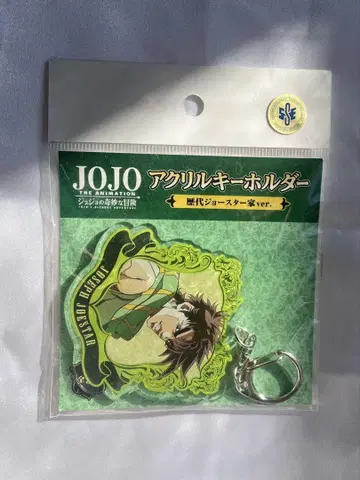 JOJO
THE ANIMATION
ジョジョの奇妙な冒険
JOJO'S BIZARRE ADVENTURE
アクリルキーホルダー
歴代ジョースター家ver.
JOSEPH JOESTAR